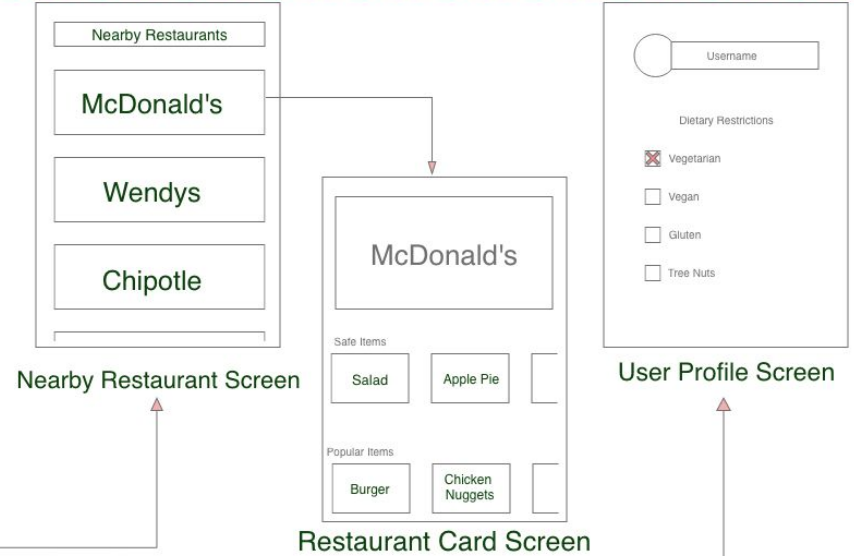 Nearby Restaurants
McDonald's
Wendys
Chipotle
Nearby Restaurant Screen
McDonald's
Safe Items
Salad
Apple Pie
Popular Items
Burger
Chicken
Nuggets
Restaurant Card Screen
Username
Dietary Restrictions
Vegetarian
Vegan
Gluten
Tree Nuts
User Profile Screen